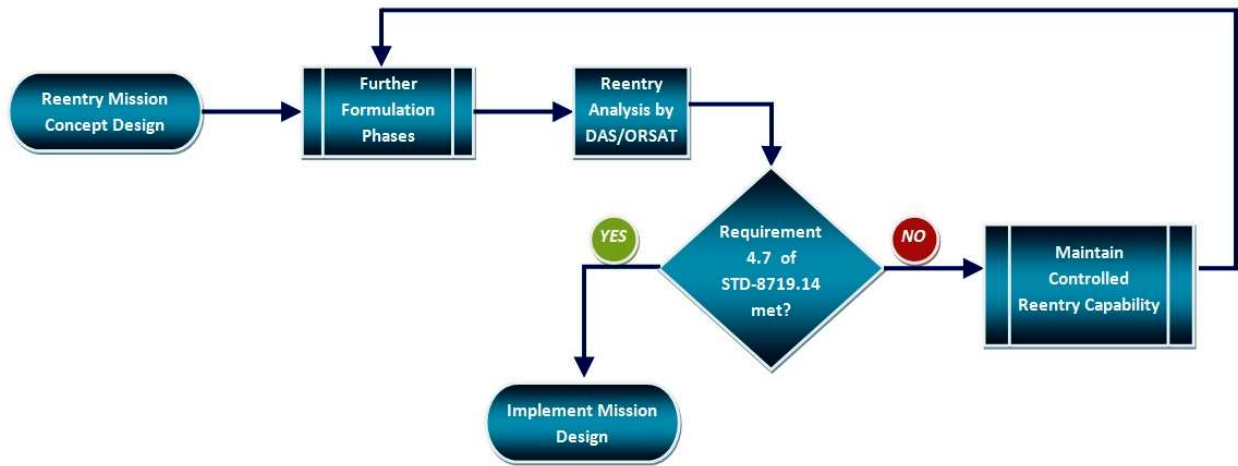 Reentry Mission
Concept Design
Further
Formulation
Phases
Reentry
Analysis by
DAS/ORSAT
Requirement
4.7 of
STD-8719.14
met?
YES
NO
Maintain
Controlled
Reentry Capability
Implement Mission
Design